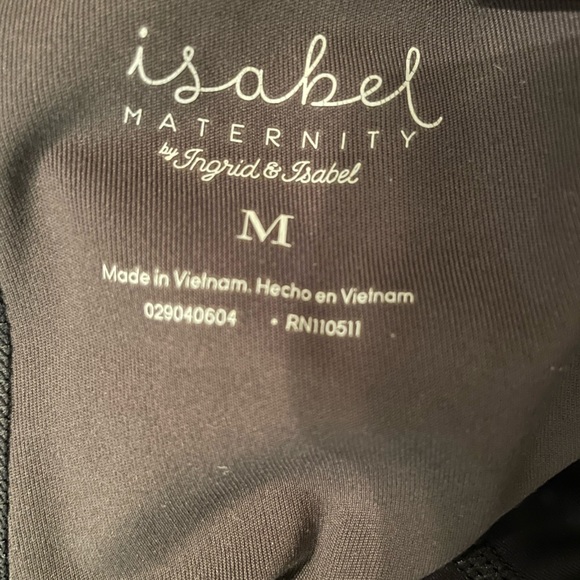 isabel
MATERNITY
by Ingrid & Isabel
M
Made in Vietnam. Hecho en Vietnam
029040604 • RN110511